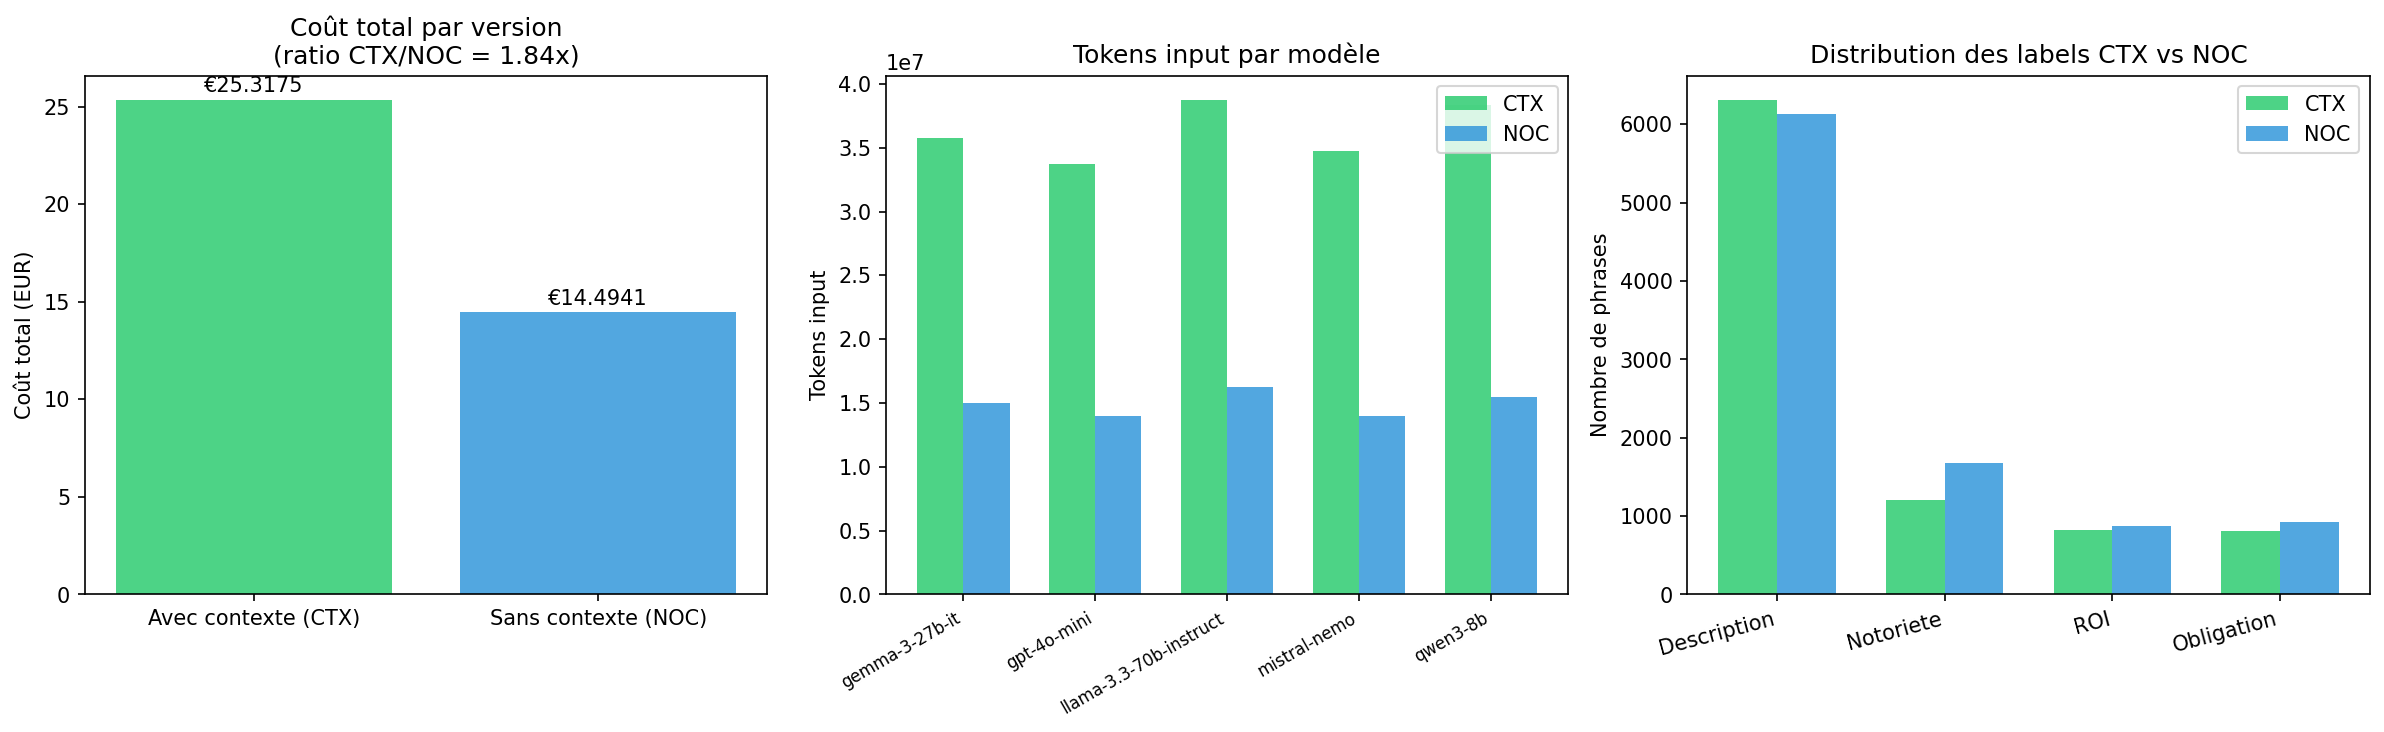 Coût total par version
(ratio CTX/NOC = 1.84x)
€25.3175
€14.4941
Coût total (EUR)
25
20
15
10
5
0
Avec contexte (CTX)
Sans contexte (NOC)
Tokens input par modèle
1e7
CTX
NOC
Tokens input
4.0
3.5
3.0
2.5
2.0
1.5
1.0
0.5
0.0
gemma-3-27b-it
gpt-4o-mini
llama-3.3-70b-instruct
mistral-nemo
qwen3-8b
Distribution des labels CTX vs NOC
CTX
NOC
Nombre de phrases
6000
5000
4000
3000
2000
1000
0
Description
Notoriete
ROI
Obligation